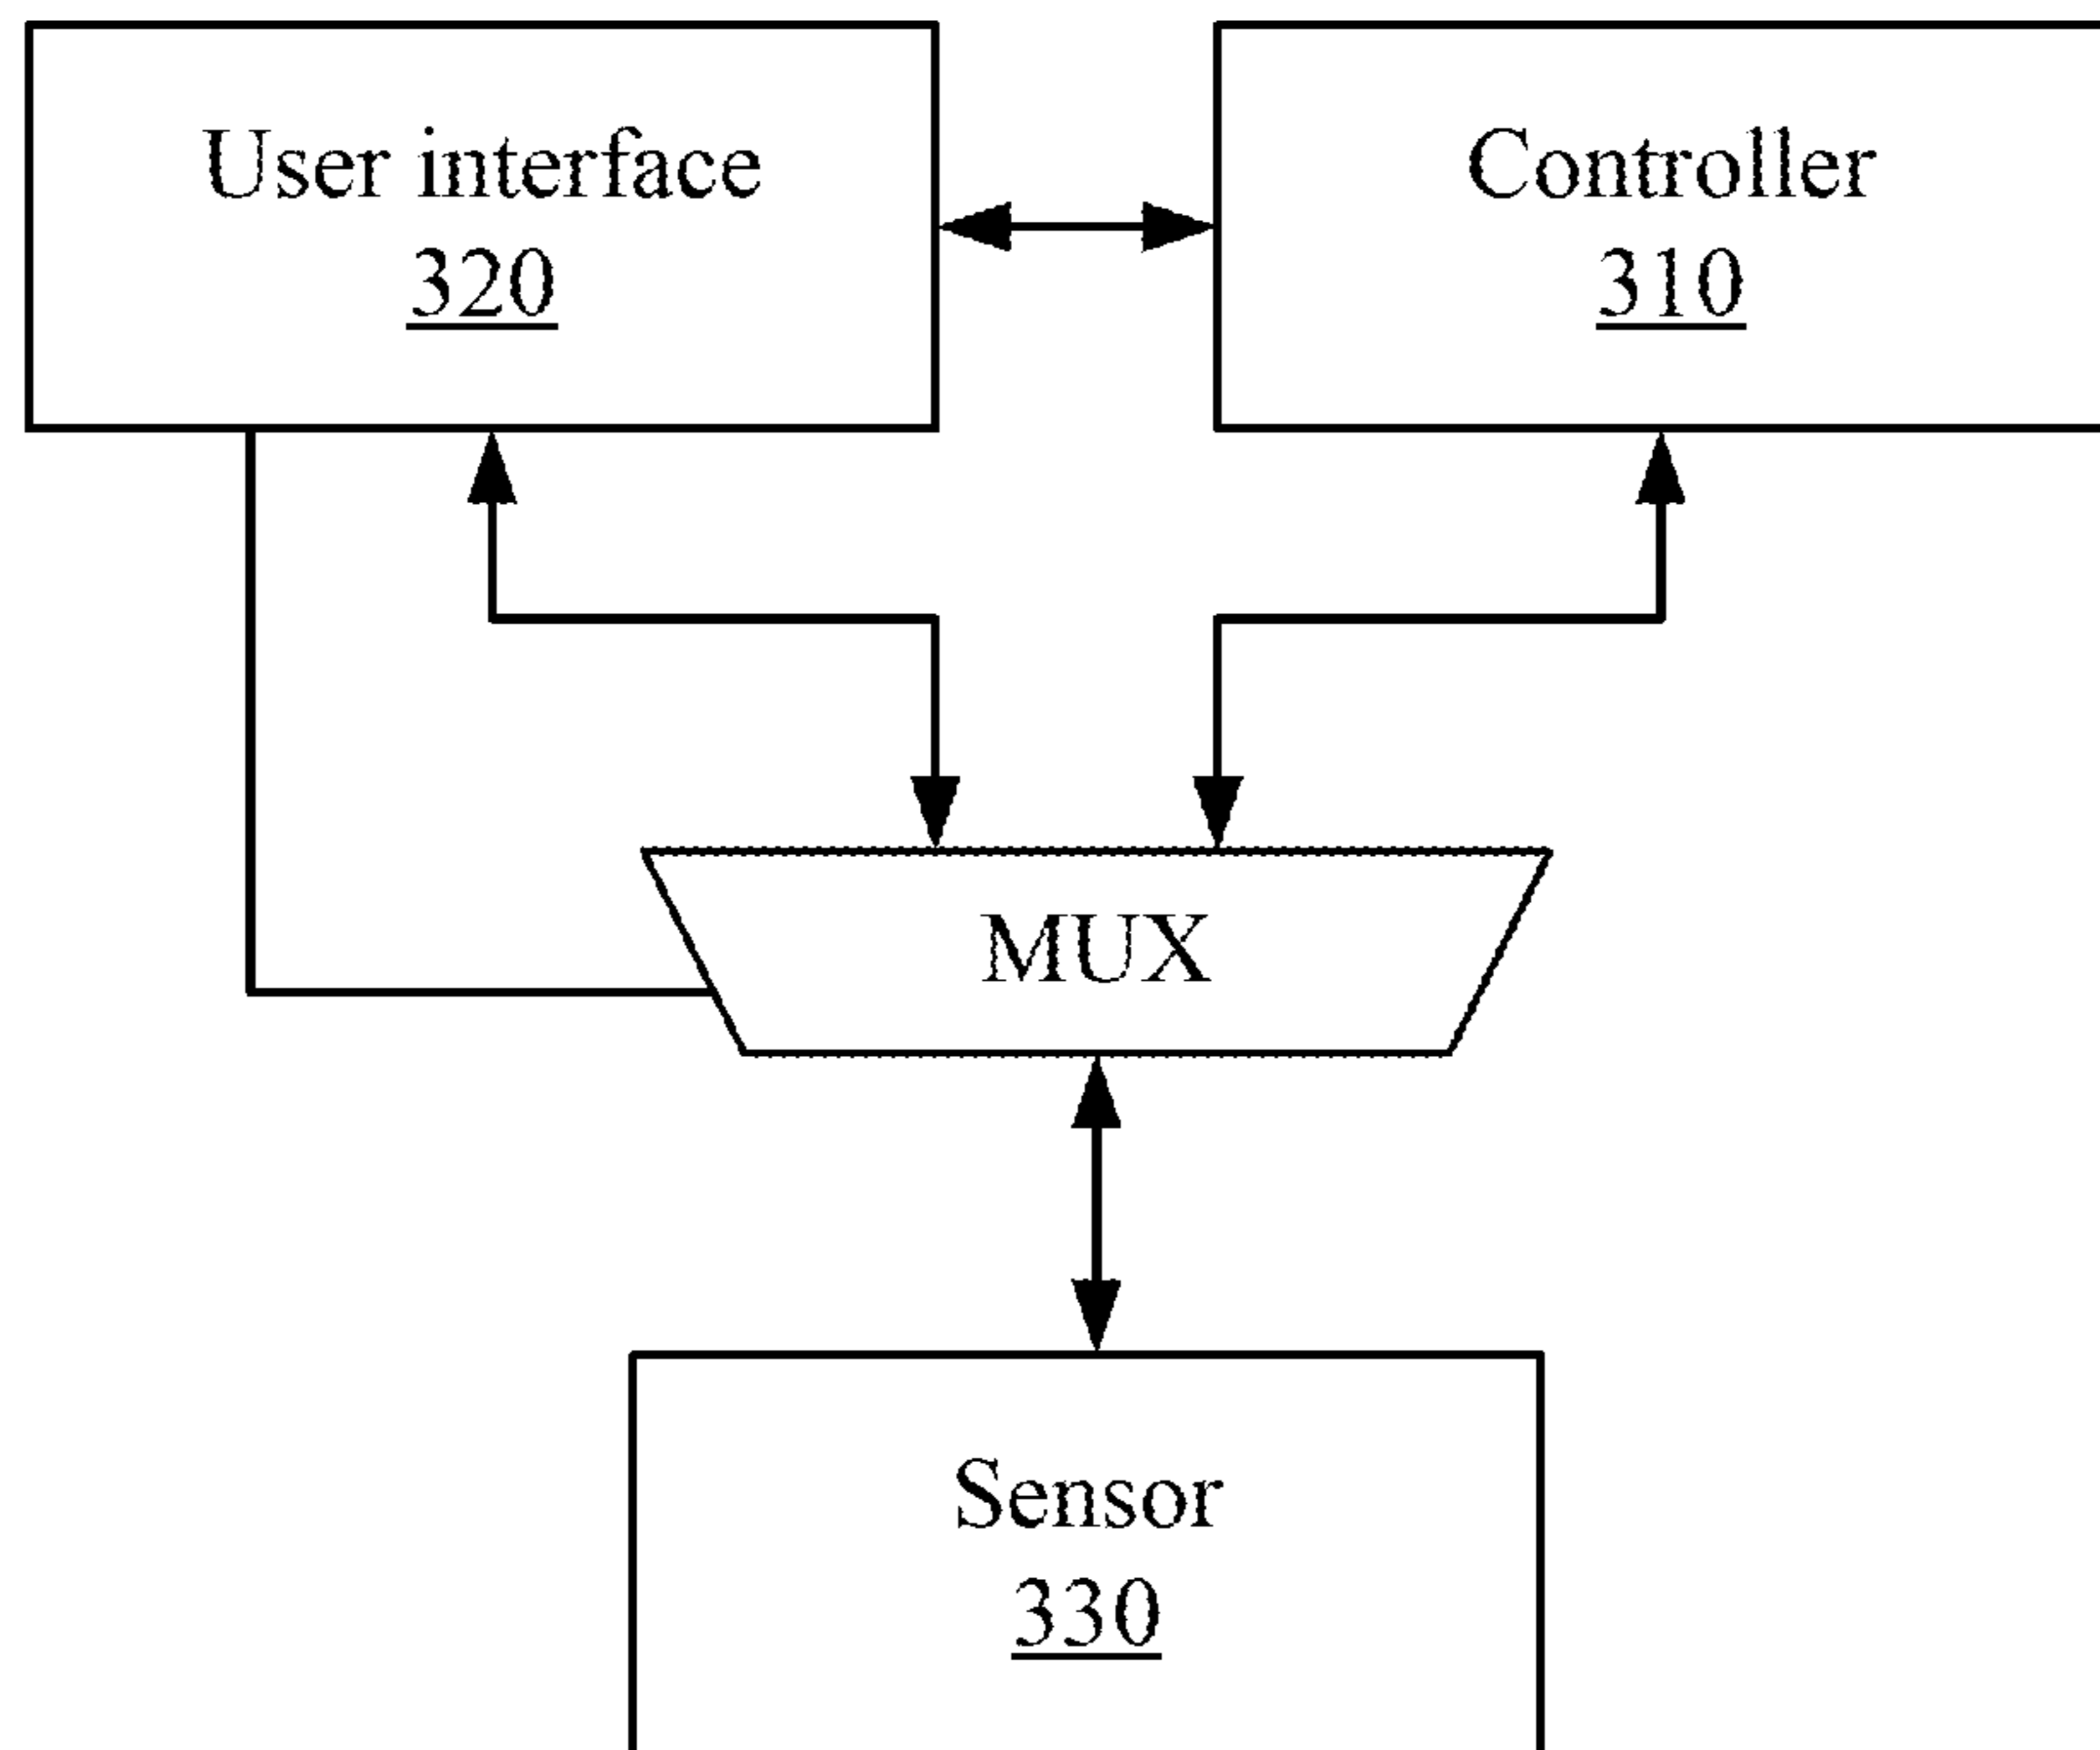 User interface
320
Controller
310
MUX
Sensor
330